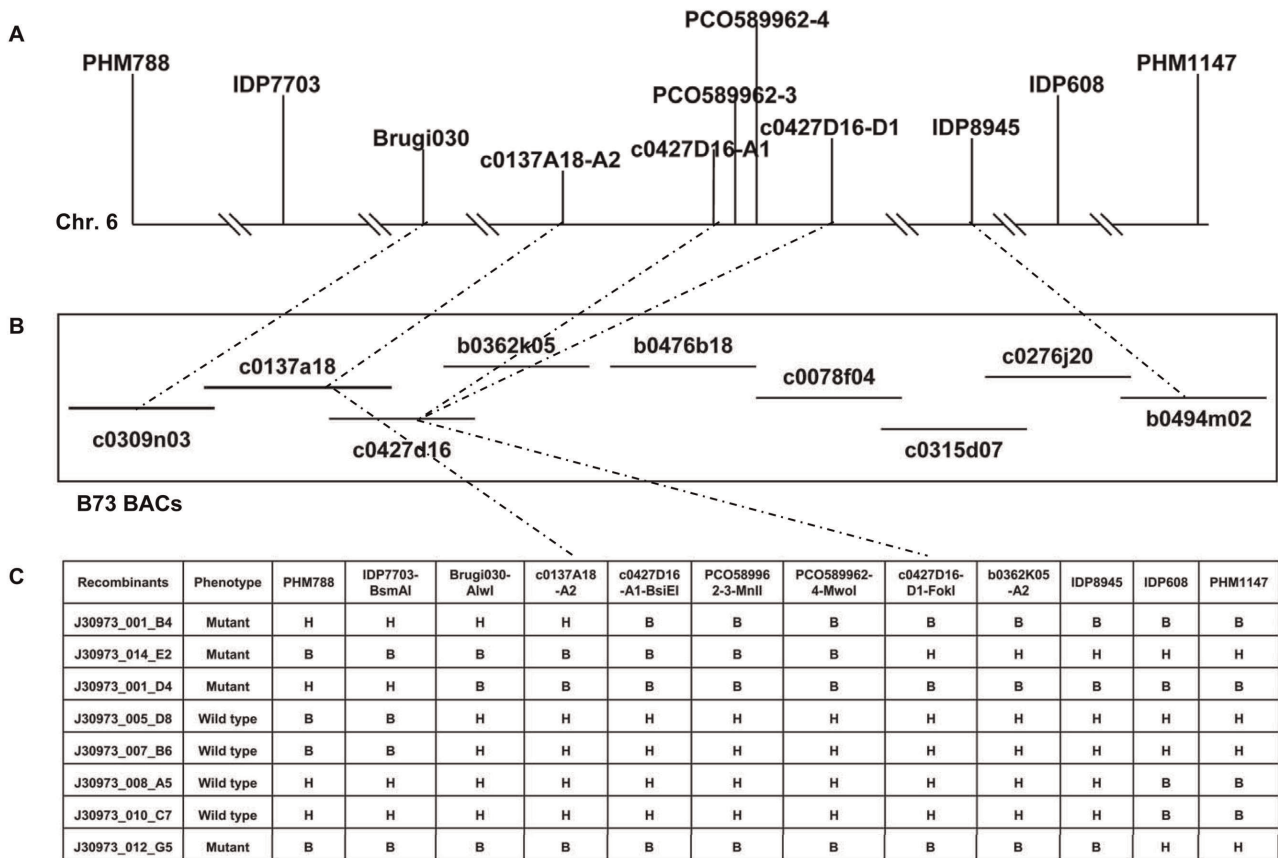 A
PCO589962-4
PHM788
PHM1147
IDP7703
IDP608
PCO589962-3
Brugi030
c0427D16-D1
IDP8945
c0137A18-A2
c0427D16-A1
Chr. 6
B
b0362k05
b0476b18
c0137a18
c0276j20
c0078f04
c0309n03
c0427d16
c0315d07
b0494m02
B73 BACs
C
Recombinants Phenotype PHM788 IDP7703-BsmAI Brugi030-AlwI c0137A18-A2 c0427D16-A1-BsiEI PCO589962-3-MnlI PCO589962-4-MwoI c0427D16-D1-FokI b0362K05-A2 IDP8945 IDP608 PHM1147
J30973_001_B4 Mutant H H H H B B B B B B B B
J30973_014_E2 Mutant B B B B B B B H H H H H
J30973_001_D4 Mutant H H B B B B B B B B B B
J30973_005_D8 Wild type B B H H H H H H H H H H
J30973_007_B6 Wild type B B H H H H H H H H H H
J30973_008_A5 Wild type H H H H H H H H H H B B
J30973_010_C7 Wild type H H H H H H H H H H B B
J30973_012_G5 Mutant B B B B B B B B B B H H